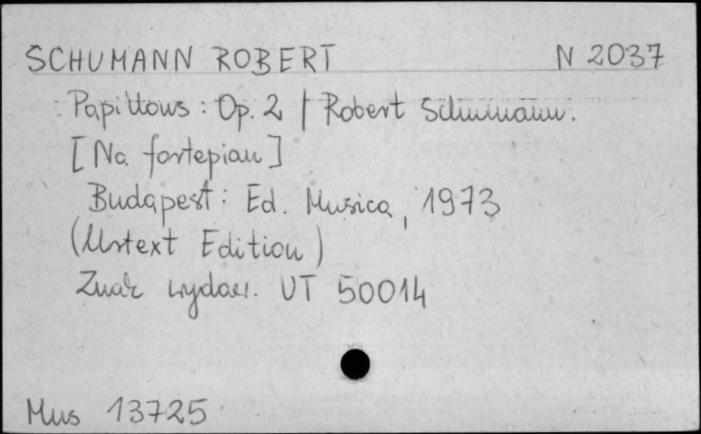 SCHUMANN ROBERT N 2037
Papillons : Op. 2 / Robert Schumann.
[Na fortepian]
Budapest : Ed. Musica, 1973
(Urtext Edition)
Znak wydaw. UT 50014
Mus 13725